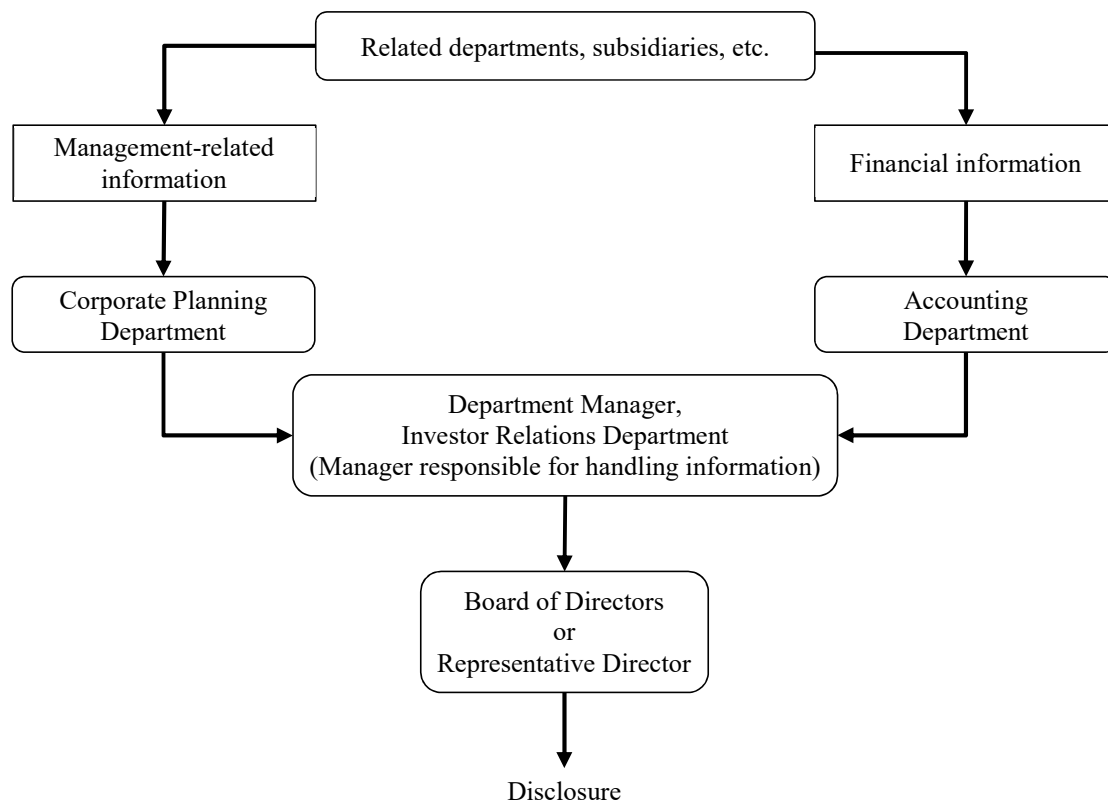 Related departments, subsidiaries, etc.
Management-related
information
Financial information
Corporate Planning
Department
Accounting
Department
Department Manager,
Investor Relations Department
(Manager responsible for handling information)
Board of Directors
or
Representative Director
Disclosure